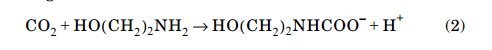 CO₂ + HO(CH₂)₂NH₂ → HO(CH₂)₂NHCOO⁻ + H⁺ (2)